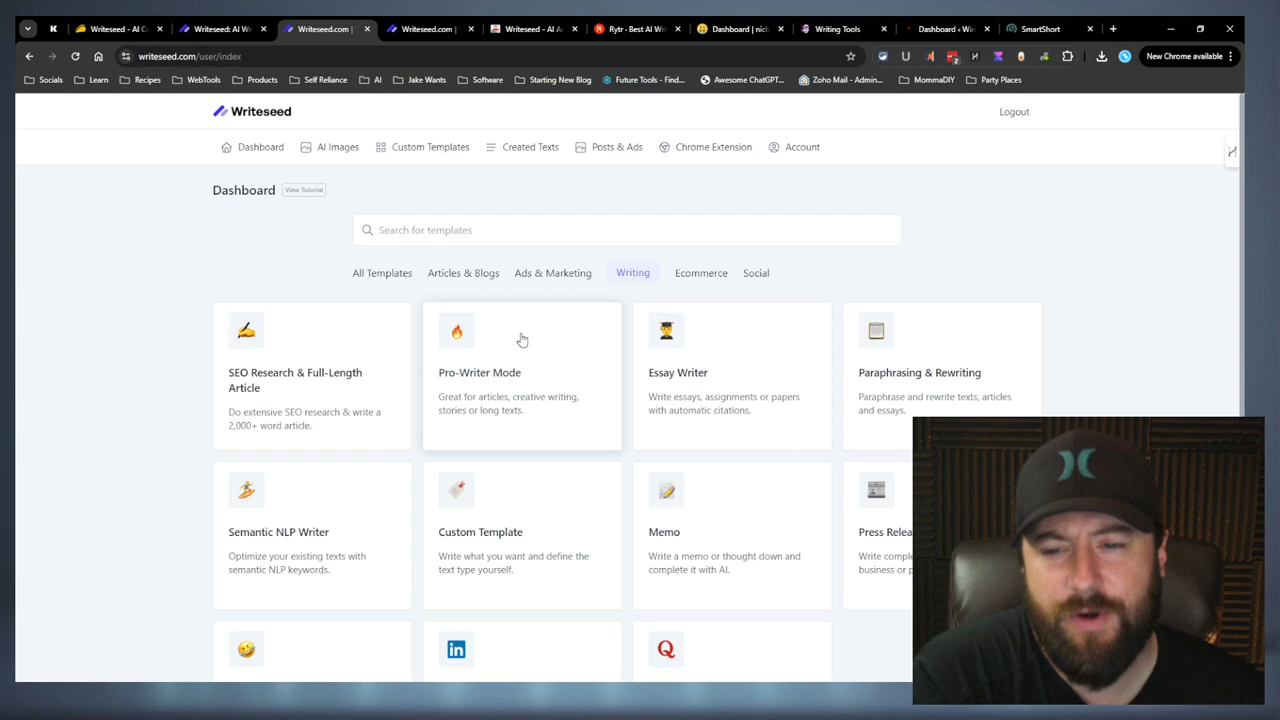 Writeseed - AI Co
Writeseed: AI Wr
Writeseed.com |
Writeseed.com |
Writeseed - AI A
Rytr - Best AI Wri
Dashboard | nich
Writing Tools
Dashboard • Win
SmartShort
writeseed.com/user/index
New Chrome available
Socials
Learn
Recipes
WebTools
Products
Self Reliance
AI
Jake Wants
Software
Starting New Blog
Future Tools - Find...
Awesome ChatGPT...
Zoho Mail - Admin...
MommaDIY
Party Places
Writeseed
Logout
Dashboard
AI Images
Custom Templates
Created Texts
Posts & Ads
Chrome Extension
Account
Dashboard
View Tutorial
Search for templates
All Templates
Articles & Blogs
Ads & Marketing
Writing
Ecommerce
Social
SEO Research & Full-Length
Article
Do extensive SEO research & write a
2,000+ word article.
Pro-Writer Mode
Great for articles, creative writing,
stories or long texts.
Essay Writer
Write essays, assignments or papers
with automatic citations.
Paraphrasing & Rewriting
Paraphrase and rewrite texts, articles
and essays.
Semantic NLP Writer
Optimize your existing texts with
semantic NLP keywords.
Custom Template
Write what you want and define the
text type yourself.
Memo
Write a memo or thought down and
complete it with AI.
Press Relea
Write comple
business or p